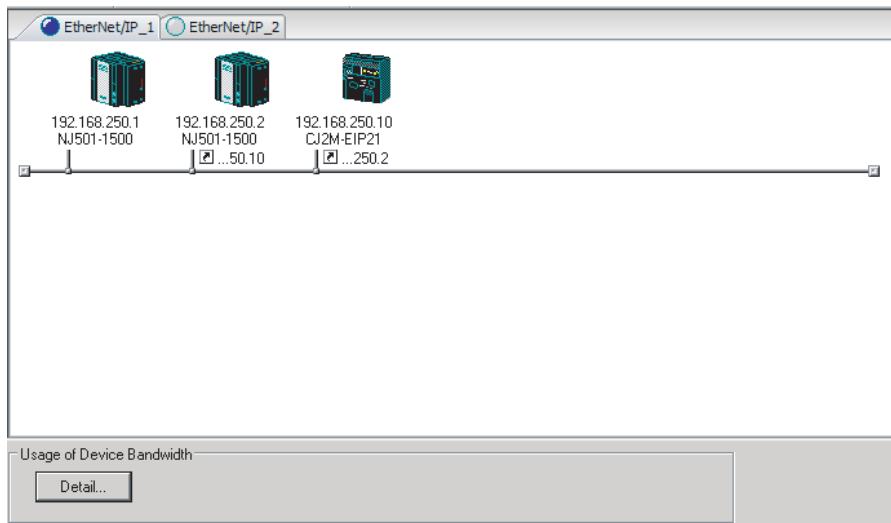 EtherNet/IP_1 EtherNet/IP_2
192.168.250.1 192.168.250.2 192.168.250.10
NJ501-1500 NJ501-1500 CJ2M-EIP21
...50.10 ...250.2
Usage of Device Bandwidth
Detail...